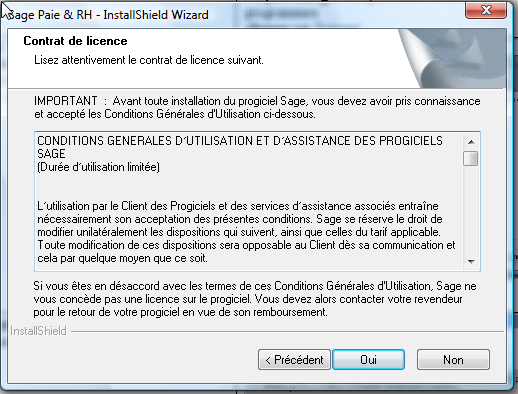 Sage Paie & RH - InstallShield Wizard
Contrat de licence
Lisez attentivement le contrat de licence suivant.
IMPORTANT : Avant toute installation du progiciel Sage, vous devez avoir pris connaissance
et accepté les Conditions Générales d'Utilisation ci-dessous.
CONDITIONS GENERALES D´UTILISATION ET D´ASSISTANCE DES PROGICIELS
SAGE
(Durée d´utilisation limitée)
L´utilisation par le Client des Progiciels et des services d´assistance associés entraîne
nécessairement son acceptation des présentes conditions. Sage se réserve le droit de
modifier unilatéralement les dispositions qui suivent, ainsi que celles du tarif applicable.
Toute modification de ces dispositions sera opposable au Client dès sa communication et
cela par quelque moyen que ce soit.
Si vous êtes en désaccord avec les termes de ces Conditions Générales d'Utilisation, Sage ne
vous concède pas une licence sur le progiciel. Vous devez alors contacter votre revendeur
pour le retour de votre progiciel en vue de son remboursement.
InstallShield
< Précédent
Oui
Non